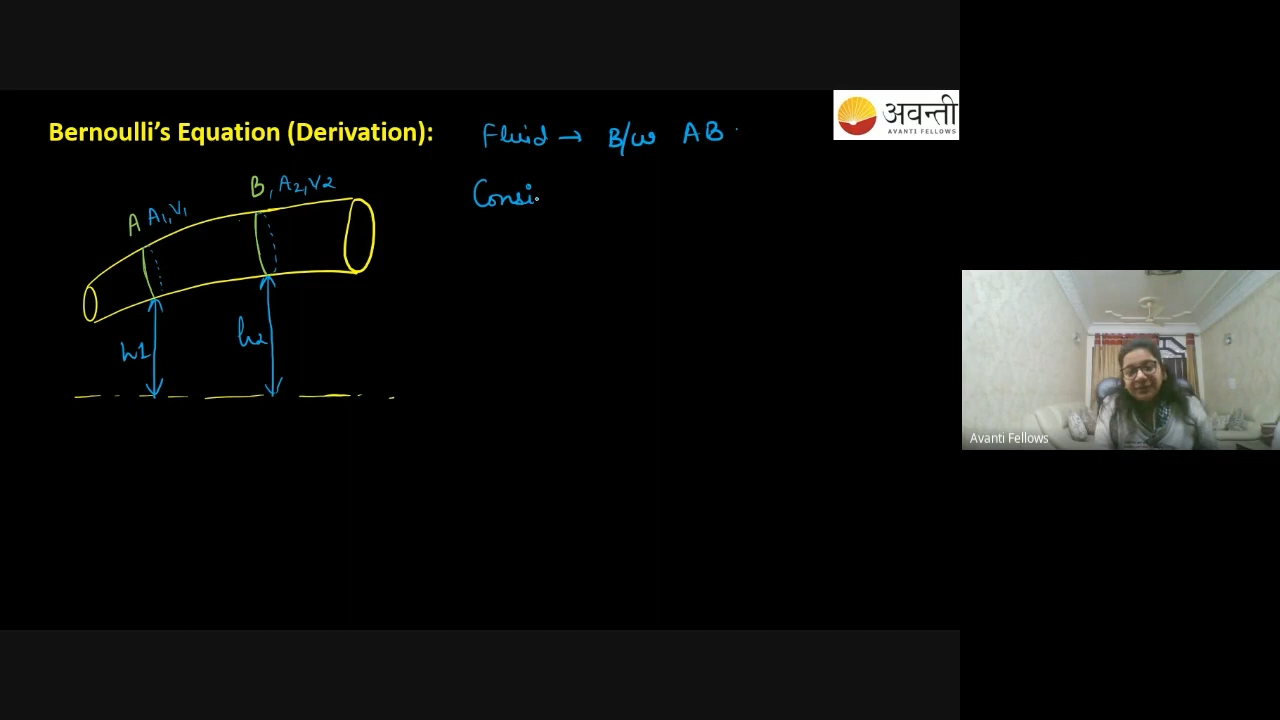 Bernoulli's Equation (Derivation):
Fluid → B/w AB
अवन्ती
AVANTI FELLOWS
Consi
B, A2, V2
A A1, V1
h1
h2
Avanti Fellows